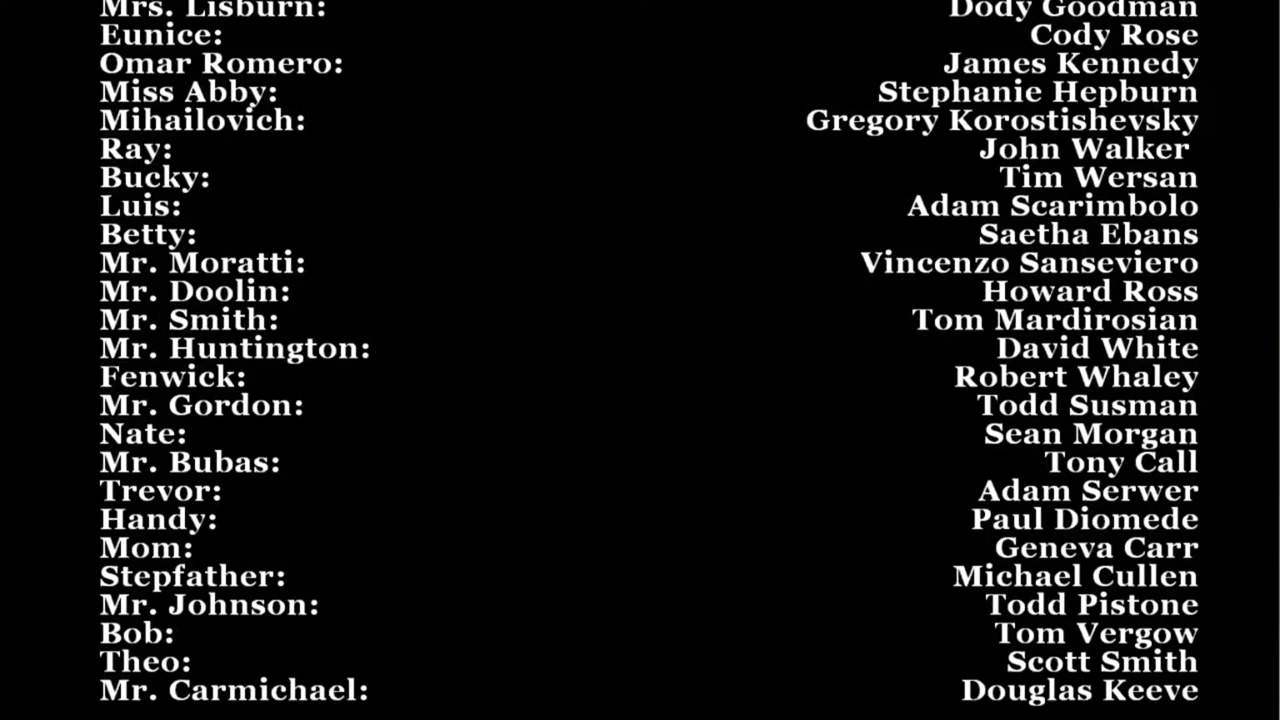 Mrs. Lisburn: Dody Goodman
Eunice: Cody Rose
Omar Romero: James Kennedy
Miss Abby: Stephanie Hepburn
Mihailovich: Gregory Korostishevsky
Ray: John Walker
Bucky: Tim Wersan
Luis: Adam Scarimbolo
Betty: Saetha Ebans
Mr. Moratti: Vincenzo Sanseviero
Mr. Doolin: Howard Ross
Mr. Smith: Tom Mardirosian
Mr. Huntington: David White
Fenwick: Robert Whaley
Mr. Gordon: Todd Susman
Nate: Sean Morgan
Mr. Bubas: Tony Call
Trevor: Adam Serwer
Handy: Paul Diomede
Mom: Geneva Carr
Stepfather: Michael Cullen
Mr. Johnson: Todd Pistone
Bob: Tom Vergow
Theo: Scott Smith
Mr. Carmichael: Douglas Keeve